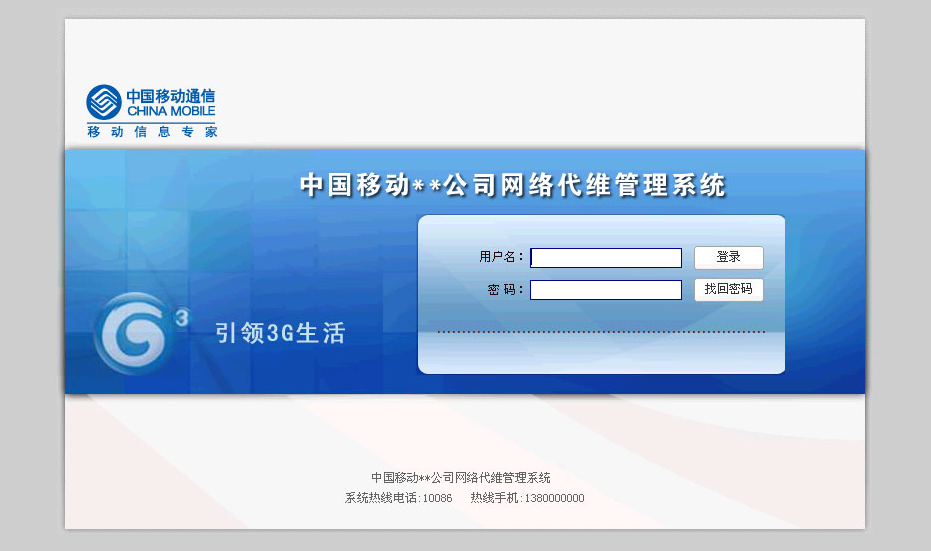 中国移动通信
CHINA MOBILE
移动信息专家
中国移动**公司网络代维管理系统
用户名：
登录
密 码：
找回密码
G3
引领3G生活
中国移动**公司网络代维管理系统
系统热线电话:10086 热线手机:1380000000